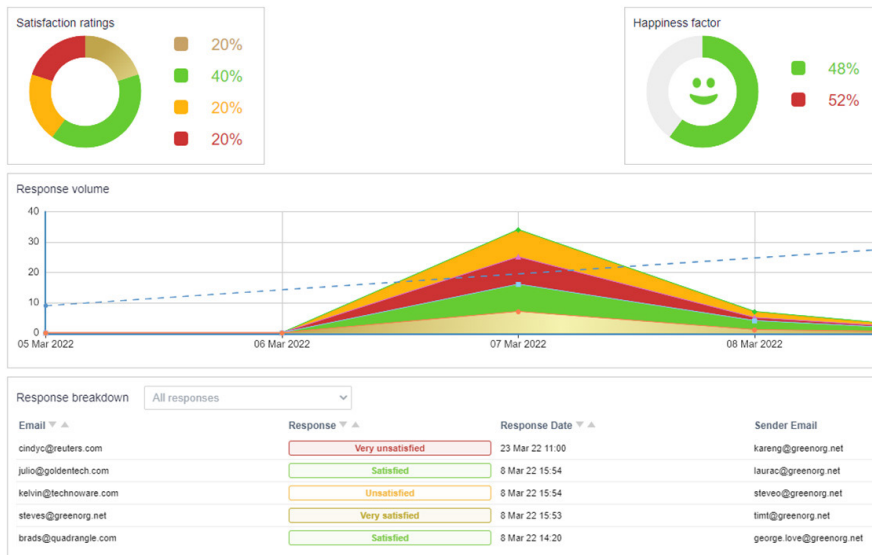 Satisfaction ratings
20%
40%
20%
20%
Happiness factor
48%
52%
Response volume
40
30
20
10
0
05 Mar 2022 06 Mar 2022 07 Mar 2022 08 Mar 2022
Response breakdown All responses
Email Response Response Date Sender Email
cindyc@reuters.com Very unsatisfied 23 Mar 22 11:00 kareng@greenorg.net
julio@goldentech.com Satisfied 8 Mar 22 15:54 laurac@greenorg.net
kelvin@technoware.com Unsatisfied 8 Mar 22 15:54 steveo@greenorg.net
steves@greenorg.net Very satisfied 8 Mar 22 15:53 timt@greenorg.net
brads@quadrangle.com Satisfied 8 Mar 22 14:20 george.love@greenorg.net